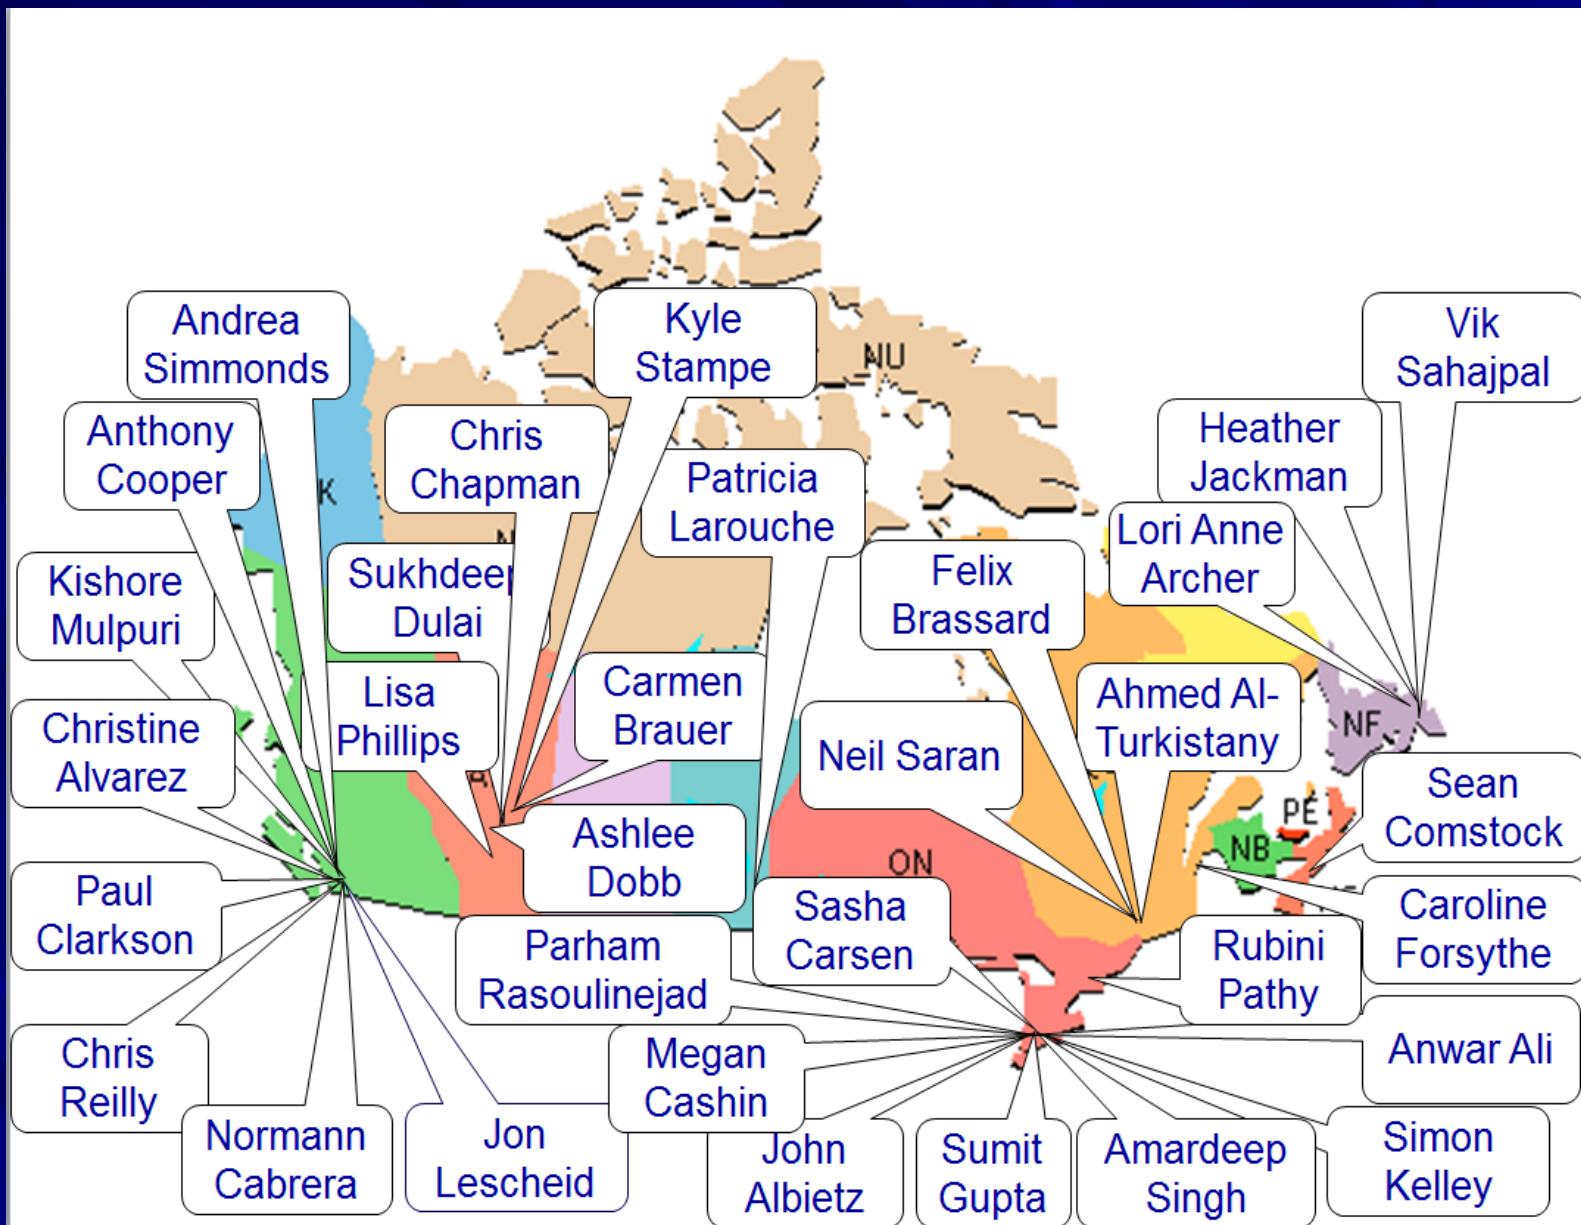 Andrea
Simmonds
Kyle
Stampe
Vik
Sahajpal
NU
Anthony
Cooper
Chris
Chapman
Heather
Jackman
Patricia
Larouche
K
N
Lori Anne
Archer
Kishore
Mulpuri
Sukhdeep
Dulai
Felix
Brassard
Lisa
Phillips
Carmen
Brauer
Ahmed Al-
Turkistany
Christine
Alvarez
Neil Saran
NF
Sean
Comstock
PE
Ashlee
Dobb
ON
NB
Paul
Clarkson
Sasha
Carsen
Caroline
Forsythe
Parham
Rasoulinejad
Rubini
Pathy
Chris
Reilly
Megan
Cashin
Anwar Ali
Normann
Cabrera
Jon
Lescheid
John
Albietz
Sumit
Gupta
Amardeep
Singh
Simon
Kelley